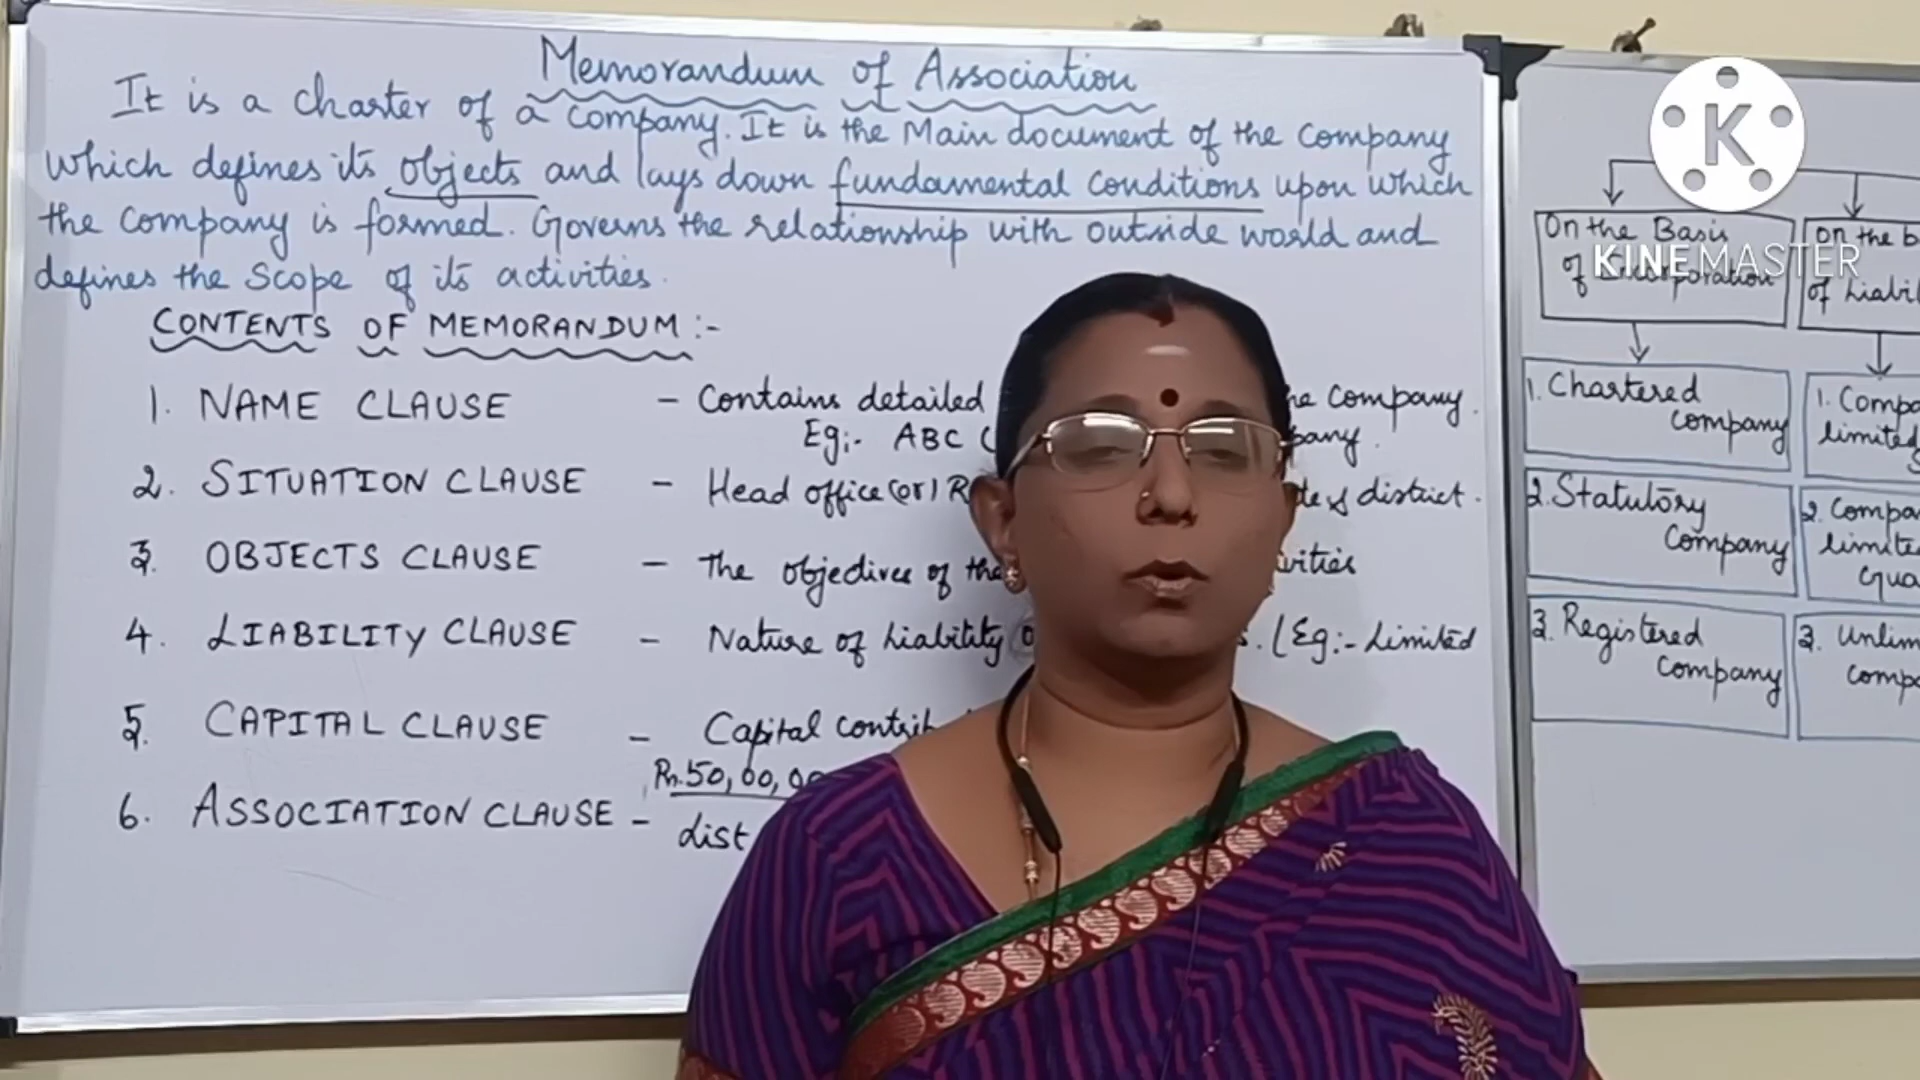 Memorandum of Association
It is a charter of a company. It is the Main document of the company
which defines its objects and lays down fundamental conditions upon which
the company is formed. Governs the relationship with outside world and
defines the scope of its activities.
CONTENTS OF MEMORANDUM :-
1. NAME CLAUSE - Contains detailed the company.
Eg:- ABC
2. SITUATION CLAUSE - Head office (or) R & district.
3. OBJECTS CLAUSE - The objectives of the
4. LIABILITY CLAUSE - Nature of Liability (Eg:- Limited
5. CAPITAL CLAUSE - Capital
Rs. 50,00,00
6. ASSOCIATION CLAUSE - List
K
KINEMASTER
On the Basis
of Incorporation
1. Chartered
company
2. Statutory
company
3. Registered
company
On the b
of Liabil
1. Compa
limited
S
2. Compa
limite
Gua
3. Unlim
comp